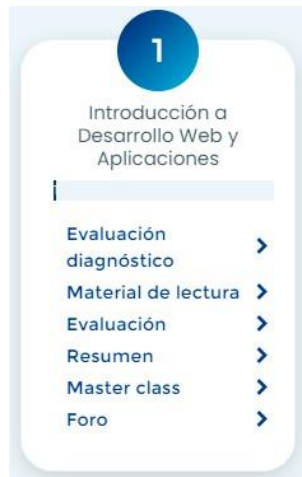 1
Introducción a
Desarrollo Web y
Aplicaciones
Evaluación
diagnóstico
Material de lectura
Evaluación
Resumen
Master class
Foro